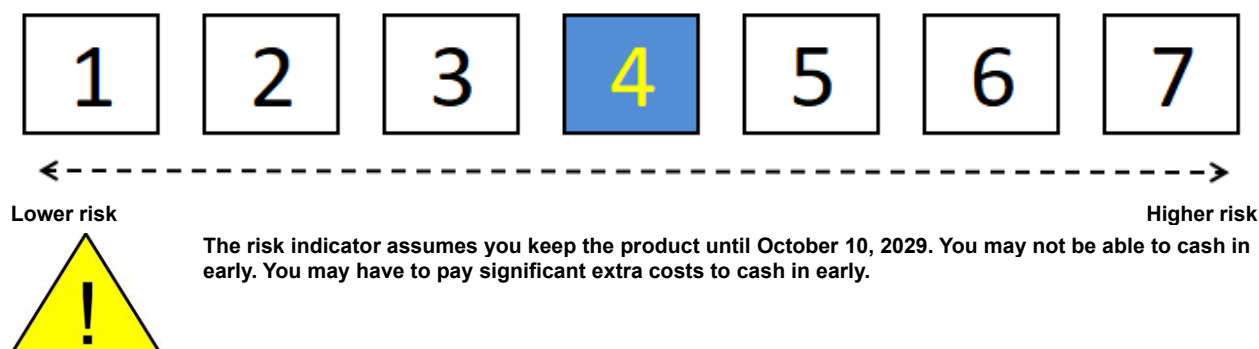 1 2 3 4 5 6 7
Lower risk Higher risk
The risk indicator assumes you keep the product until October 10, 2029. You may not be able to cash in
early. You may have to pay significant extra costs to cash in early.
!